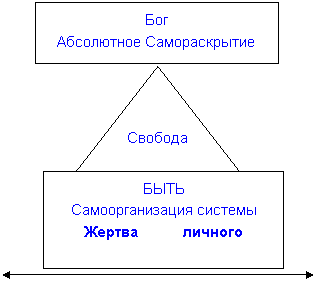 Бог
Абсолютное Самораскрытие
Свобода
БЫТЬ
Самоорганизация системы
Жертва личного